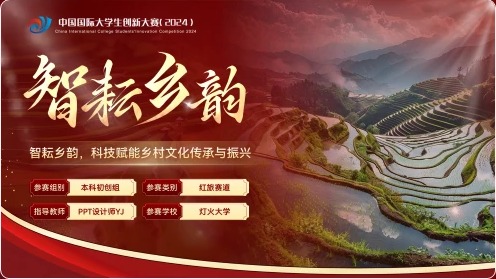 中国国际大学生创新大赛(2024)
China International College Students'Innovation Competition 2024
智耘乡韵
智耘乡韵，科技赋能乡村文化传承与振兴
参赛组别 本科初创组 参赛类别 红旅赛道
指导教师 PPT设计师YJ 参赛学校 灯火大学